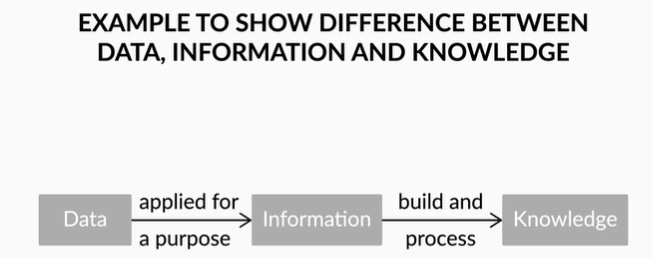 EXAMPLE TO SHOW DIFFERENCE BETWEEN
DATA, INFORMATION AND KNOWLEDGE
Data
applied for
a purpose
Information
build and
process
Knowledge